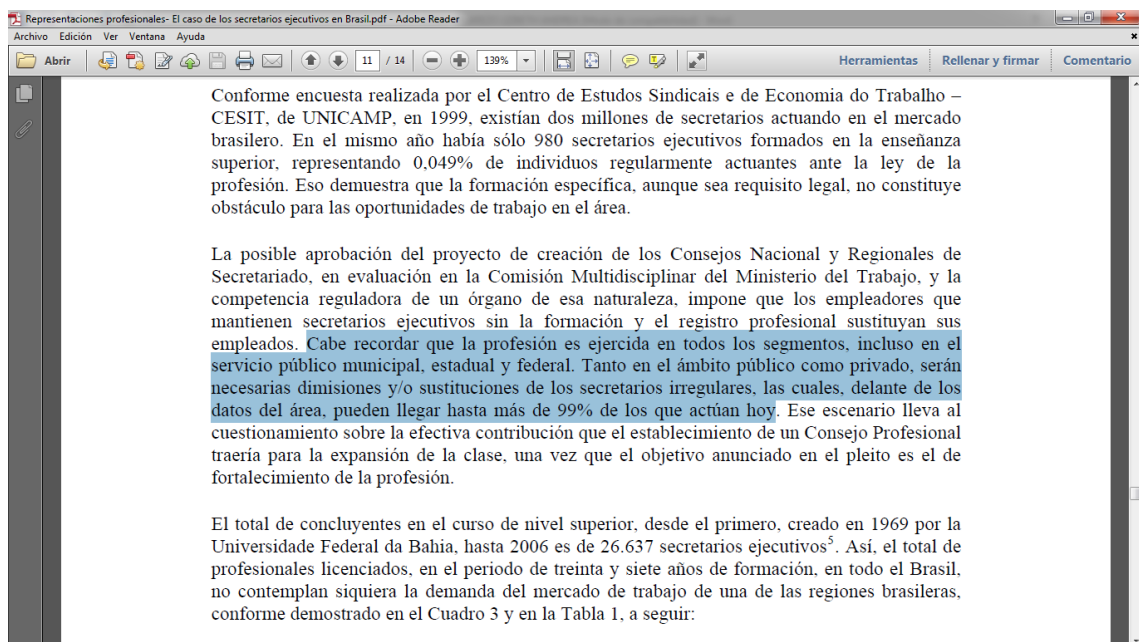 Representaciones profesionales- El caso de los secretarios ejecutivos en Brasil.pdf - Adobe Reader
Archivo Edición Ver Ventana Ayuda
Abrir 11 / 14 139% Herramientas Rellenar y firmar Comentario
Conforme encuesta realizada por el Centro de Estudos Sindicais e de Economia do Trabalho –
CESIT, de UNICAMP, en 1999, existían dos millones de secretarios actuando en el mercado
brasilero. En el mismo año había sólo 980 secretarios ejecutivos formados en la enseñanza
superior, representando 0,049% de individuos regularmente actuantes ante la ley de la
profesión. Eso demuestra que la formación específica, aunque sea requisito legal, no constituye
obstáculo para las oportunidades de trabajo en el área.
La posible aprobación del proyecto de creación de los Consejos Nacional y Regionales de
Secretariado, en evaluación en la Comisión Multidisciplinar del Ministerio del Trabajo, y la
competencia reguladora de un órgano de esa naturaleza, impone que los empleadores que
mantienen secretarios ejecutivos sin la formación y el registro profesional sustituyan sus
empleados. Cabe recordar que la profesión es ejercida en todos los segmentos, incluso en el
servicio público municipal, estadual y federal. Tanto en el ámbito público como privado, serán
necesarias dimisiones y/o sustituciones de los secretarios irregulares, las cuales, delante de los
datos del área, pueden llegar hasta más de 99% de los que actúan hoy. Ese escenario lleva al
cuestionamiento sobre la efectiva contribución que el establecimiento de un Consejo Profesional
traería para la expansión de la clase, una vez que el objetivo anunciado en el pleito es el de
fortalecimiento de la profesión.
El total de concluyentes en el curso de nivel superior, desde el primero, creado en 1969 por la
Universidade Federal da Bahia, hasta 2006 es de 26.637 secretarios ejecutivos5. Así, el total de
profesionales licenciados, en el periodo de treinta y siete años de formación, en todo el Brasil,
no contemplan siquiera la demanda del mercado de trabajo de una de las regiones brasileras,
conforme demostrado en el Cuadro 3 y en la Tabla 1, a seguir: